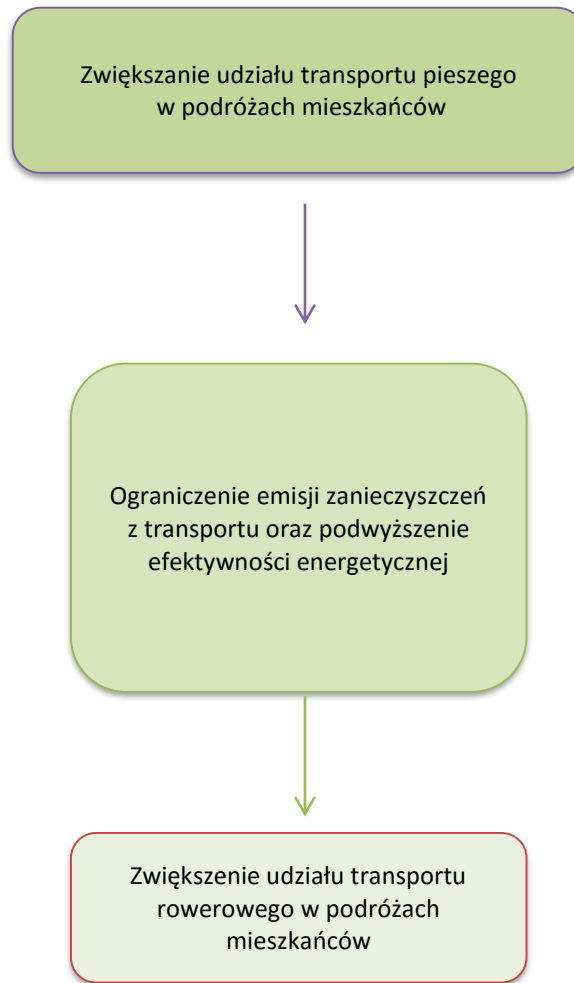 Zwiększanie udziału transportu pieszego
w podróżach mieszkańców
Ograniczenie emisji zanieczyszczeń
z transportu oraz podwyższenie
efektywności energetycznej
Zwiększenie udziału transportu
rowerowego w podróżach
mieszkańców